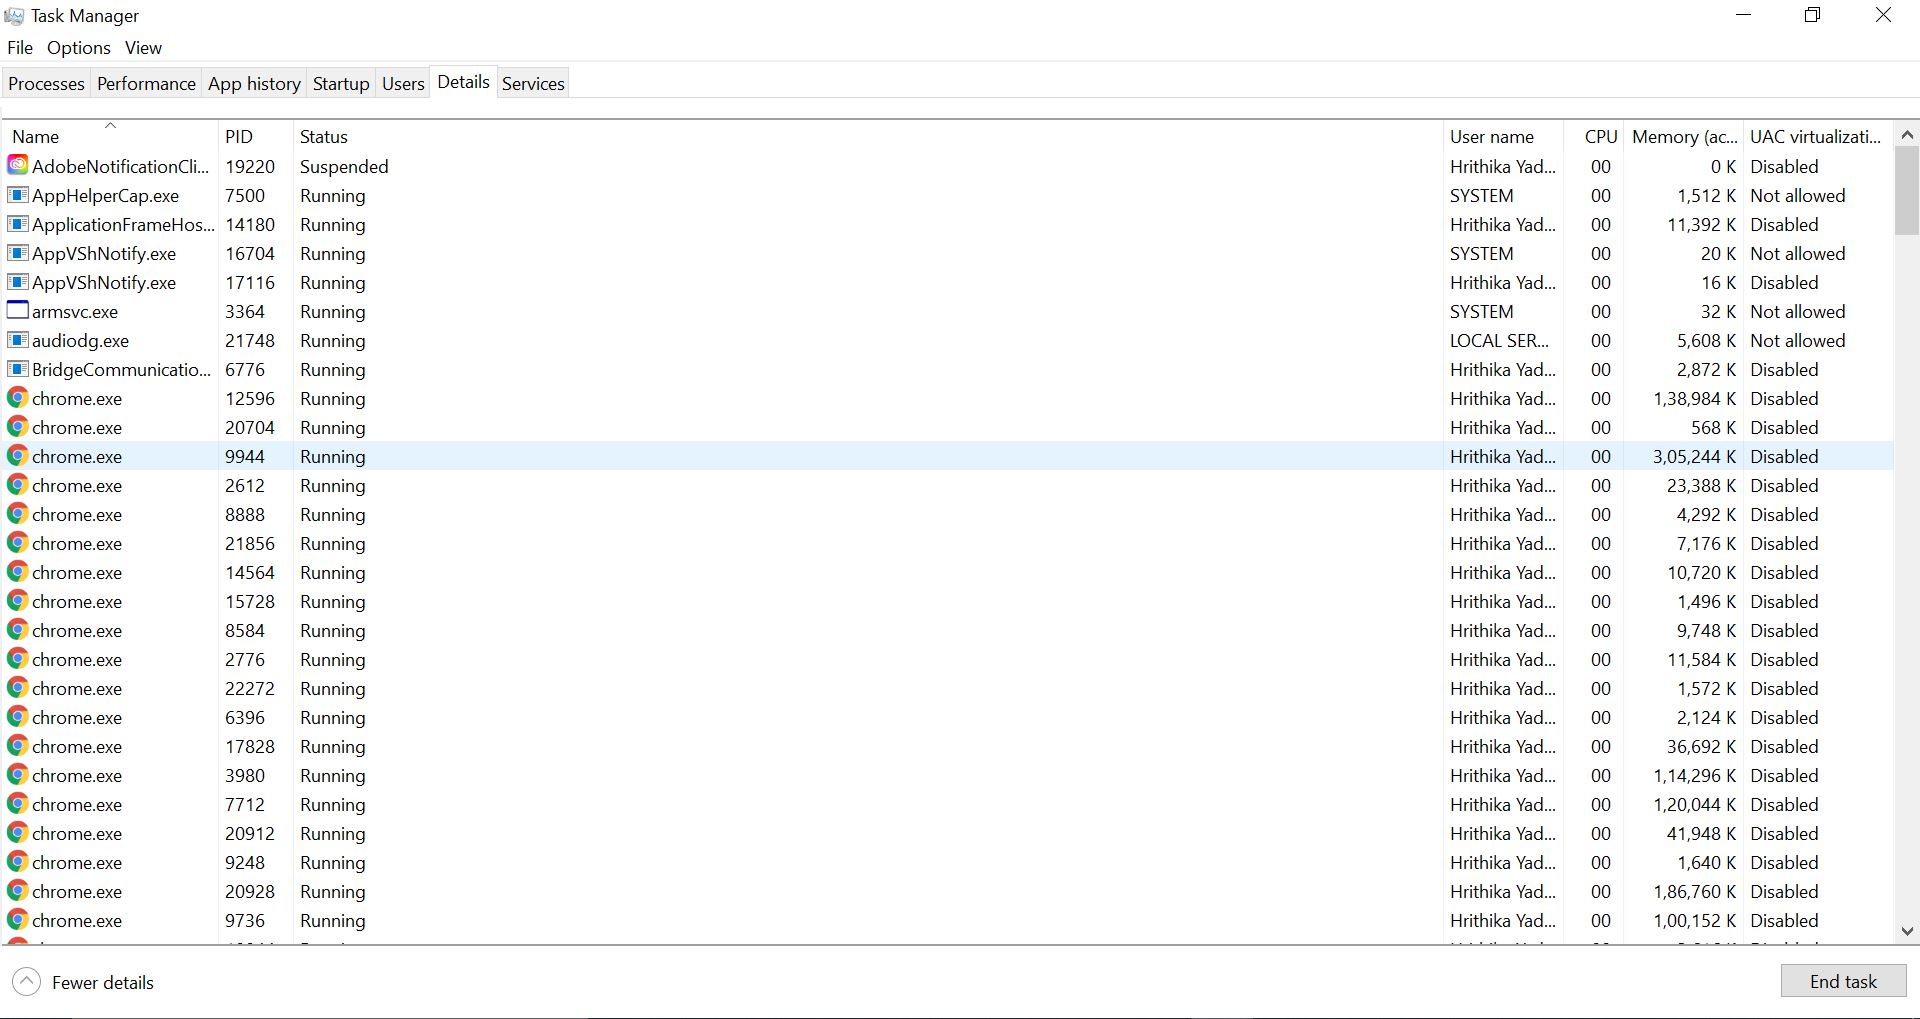 Task Manager
File Options View
Processes Performance App history Startup Users Details Services
Name PID Status User name CPU Memory (ac... UAC virtualizati...
AdobeNotificationCli... 19220 Suspended Hrithika Yad... 00 0 K Disabled
AppHelperCap.exe 7500 Running SYSTEM 00 1,512 K Not allowed
ApplicationFrameHos... 14180 Running Hrithika Yad... 00 11,392 K Disabled
AppVShNotify.exe 16704 Running SYSTEM 00 20 K Not allowed
AppVShNotify.exe 17116 Running Hrithika Yad... 00 16 K Disabled
armsvc.exe 3364 Running SYSTEM 00 32 K Not allowed
audiodg.exe 21748 Running LOCAL SER... 00 5,608 K Not allowed
BridgeCommunicatio... 6776 Running Hrithika Yad... 00 2,872 K Disabled
chrome.exe 12596 Running Hrithika Yad... 00 1,38,984 K Disabled
chrome.exe 20704 Running Hrithika Yad... 00 568 K Disabled
chrome.exe 9944 Running Hrithika Yad... 00 3,05,244 K Disabled
chrome.exe 2612 Running Hrithika Yad... 00 23,388 K Disabled
chrome.exe 8888 Running Hrithika Yad... 00 4,292 K Disabled
chrome.exe 21856 Running Hrithika Yad... 00 7,176 K Disabled
chrome.exe 14564 Running Hrithika Yad... 00 10,720 K Disabled
chrome.exe 15728 Running Hrithika Yad... 00 1,496 K Disabled
chrome.exe 8584 Running Hrithika Yad... 00 9,748 K Disabled
chrome.exe 2776 Running Hrithika Yad... 00 11,584 K Disabled
chrome.exe 22272 Running Hrithika Yad... 00 1,572 K Disabled
chrome.exe 6396 Running Hrithika Yad... 00 2,124 K Disabled
chrome.exe 17828 Running Hrithika Yad... 00 36,692 K Disabled
chrome.exe 3980 Running Hrithika Yad... 00 1,14,296 K Disabled
chrome.exe 7712 Running Hrithika Yad... 00 1,20,044 K Disabled
chrome.exe 20912 Running Hrithika Yad... 00 41,948 K Disabled
chrome.exe 9248 Running Hrithika Yad... 00 1,640 K Disabled
chrome.exe 20928 Running Hrithika Yad... 00 1,86,760 K Disabled
chrome.exe 9736 Running Hrithika Yad... 00 1,00,152 K Disabled
Fewer details End task